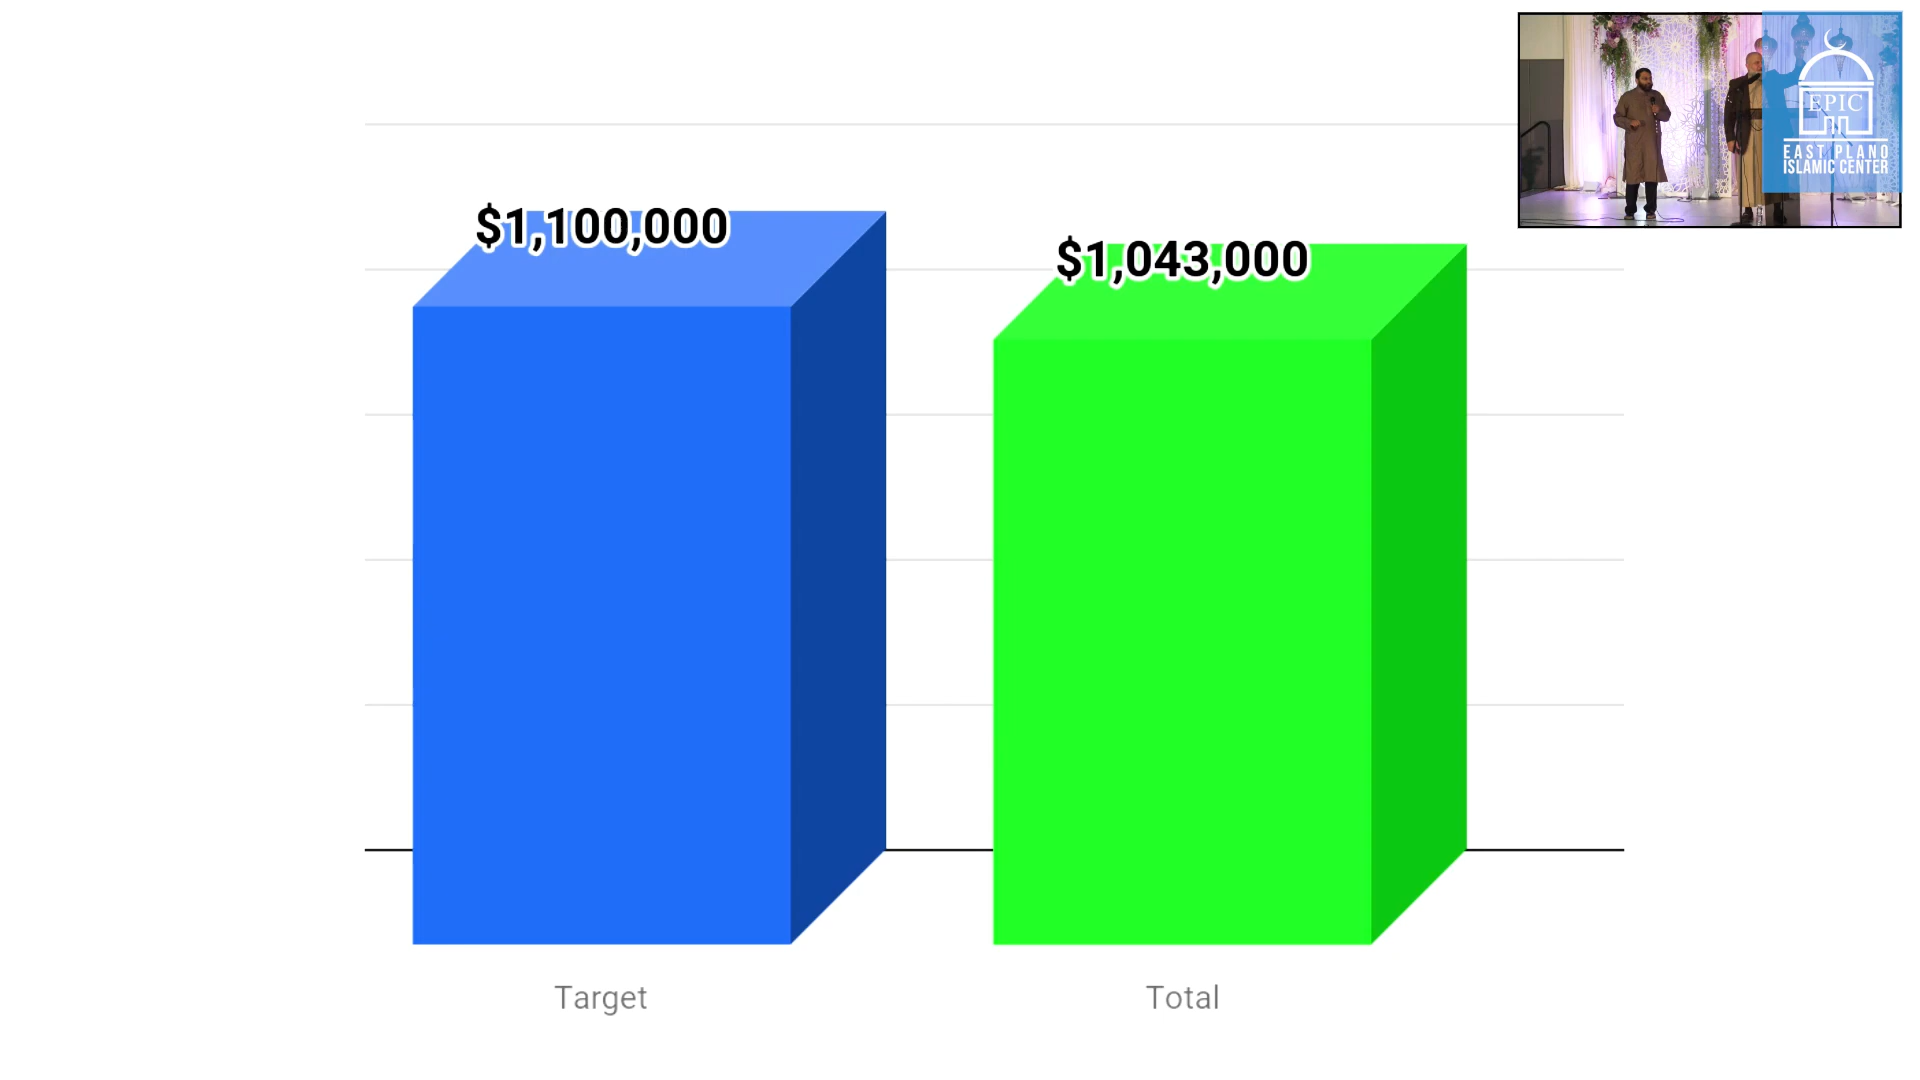 $1,100,000
$1,043,000
Target
Total
EPIC
EAST PLANO
ISLAMIC CENTER